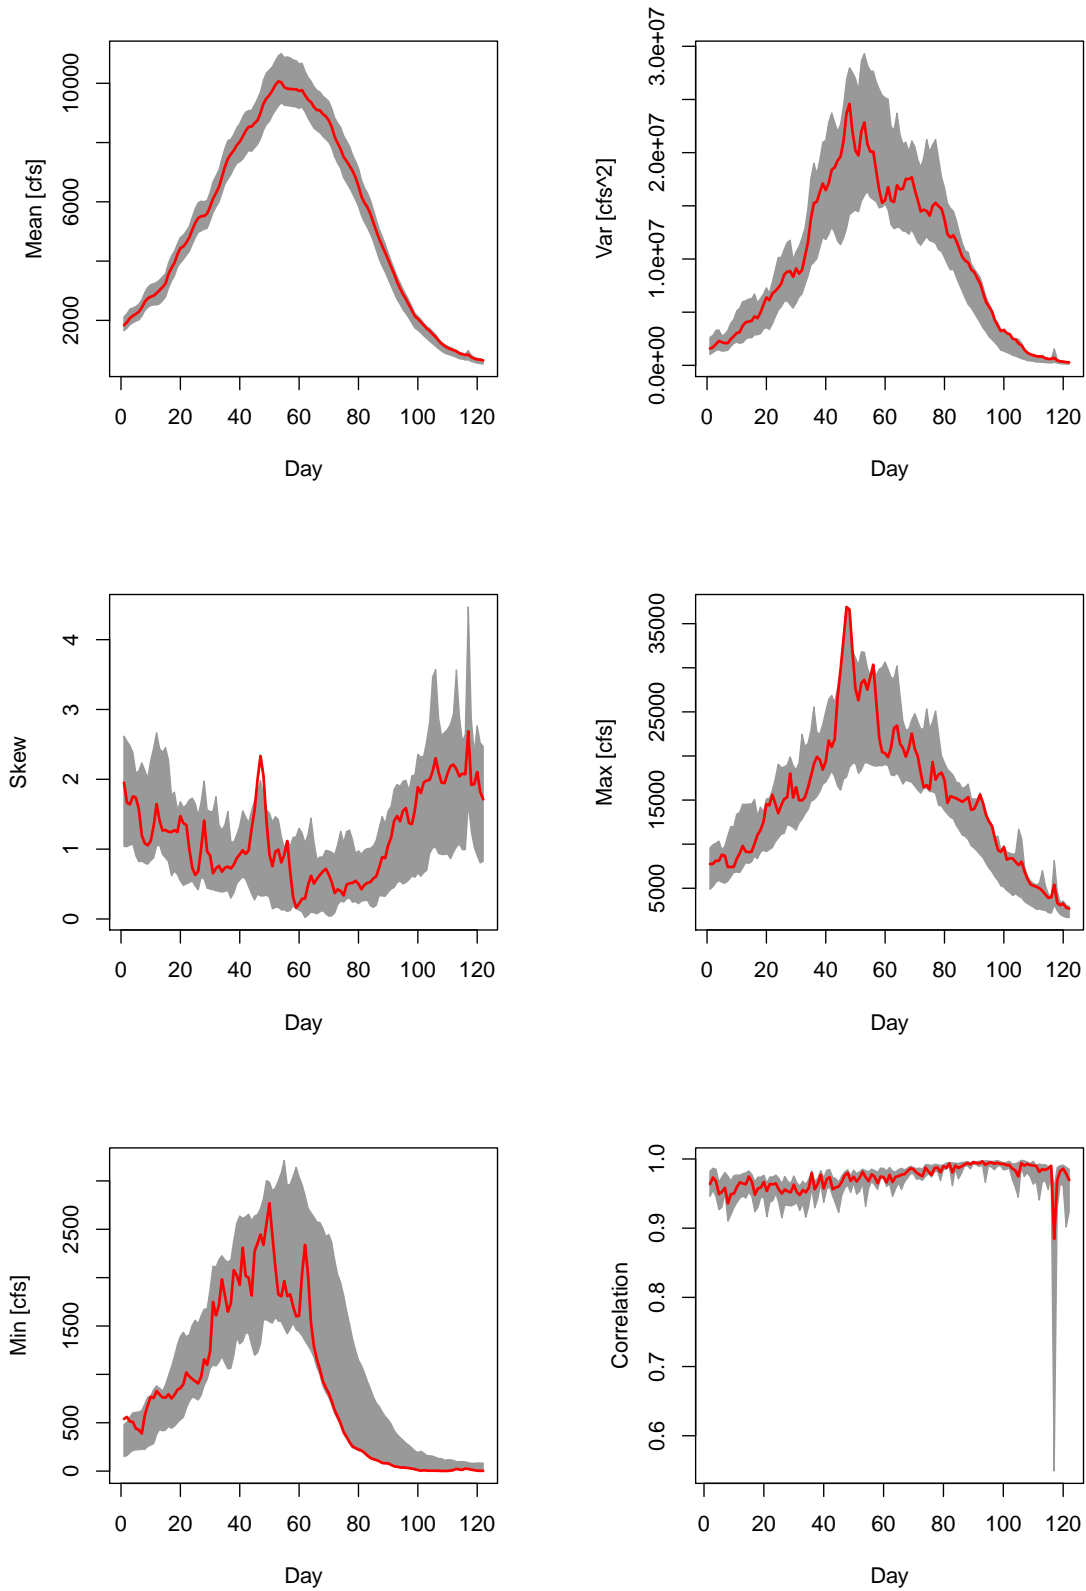 Mean [cfs]
2000 6000 10000
0 20 40 60 80 100 120
Day
Var [cfs^2]
0.0e+00 1.0e+07 2.0e+07 3.0e+07
0 20 40 60 80 100 120
Day
Skew
0 1 2 3 4
0 20 40 60 80 100 120
Day
Max [cfs]
5000 15000 25000 35000
0 20 40 60 80 100 120
Day
Min [cfs]
0 500 1500 2500
0 20 40 60 80 100 120
Day
Correlation
0.6 0.7 0.8 0.9 1.0
0 20 40 60 80 100 120
Day